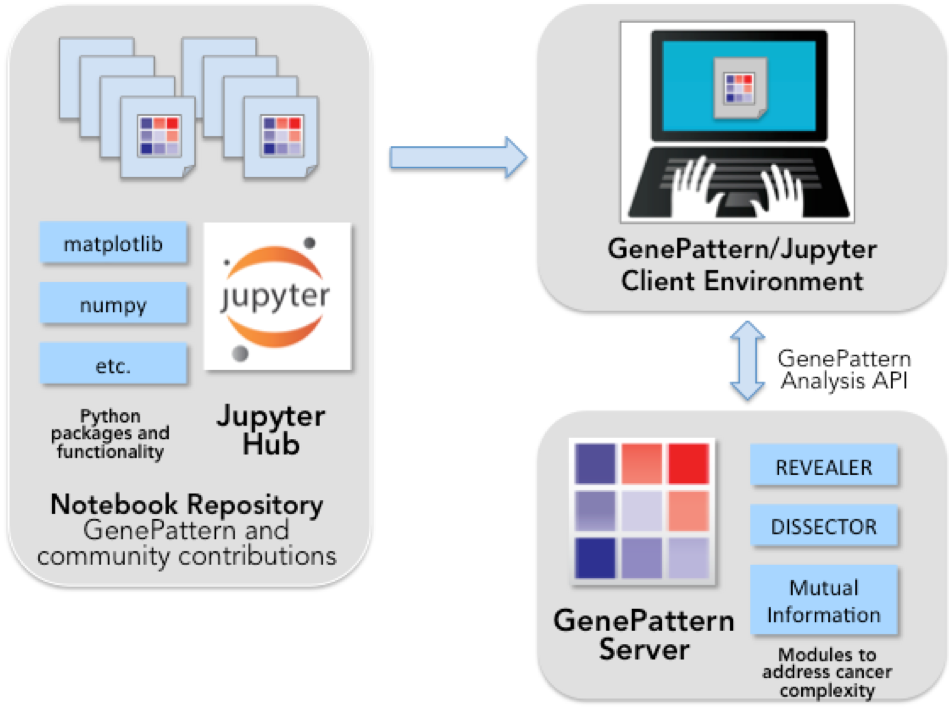 matplotlib
numpy
etc.
Python
packages and
functionality
jupyter
Jupyter
Hub
Notebook Repository
GenePattern and
community contributions
GenePattern/Jupyter
Client Environment
GenePattern
Analysis API
GenePattern
Server
REVEALER
DISSECTOR
Mutual
Information
Modules to
address cancer
complexity